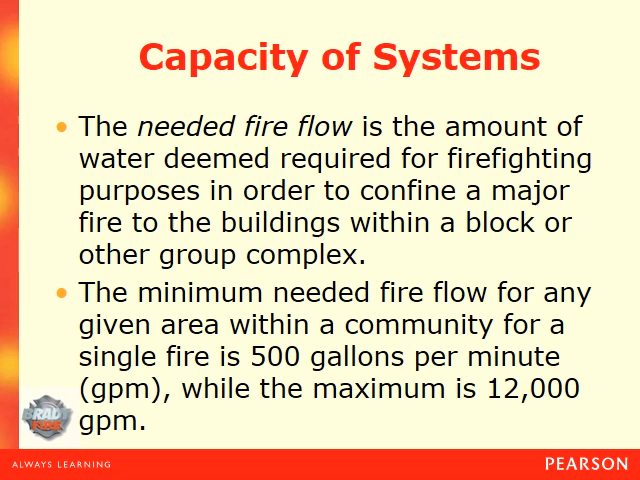 Capacity of Systems
• The needed fire flow is the amount of
water deemed required for firefighting
purposes in order to confine a major
fire to the buildings within a block or
other group complex.
• The minimum needed fire flow for any
given area within a community for a
single fire is 500 gallons per minute
(gpm), while the maximum is 12,000
gpm.
BRADY
FIRE
ALWAYS LEARNING
PEARSON